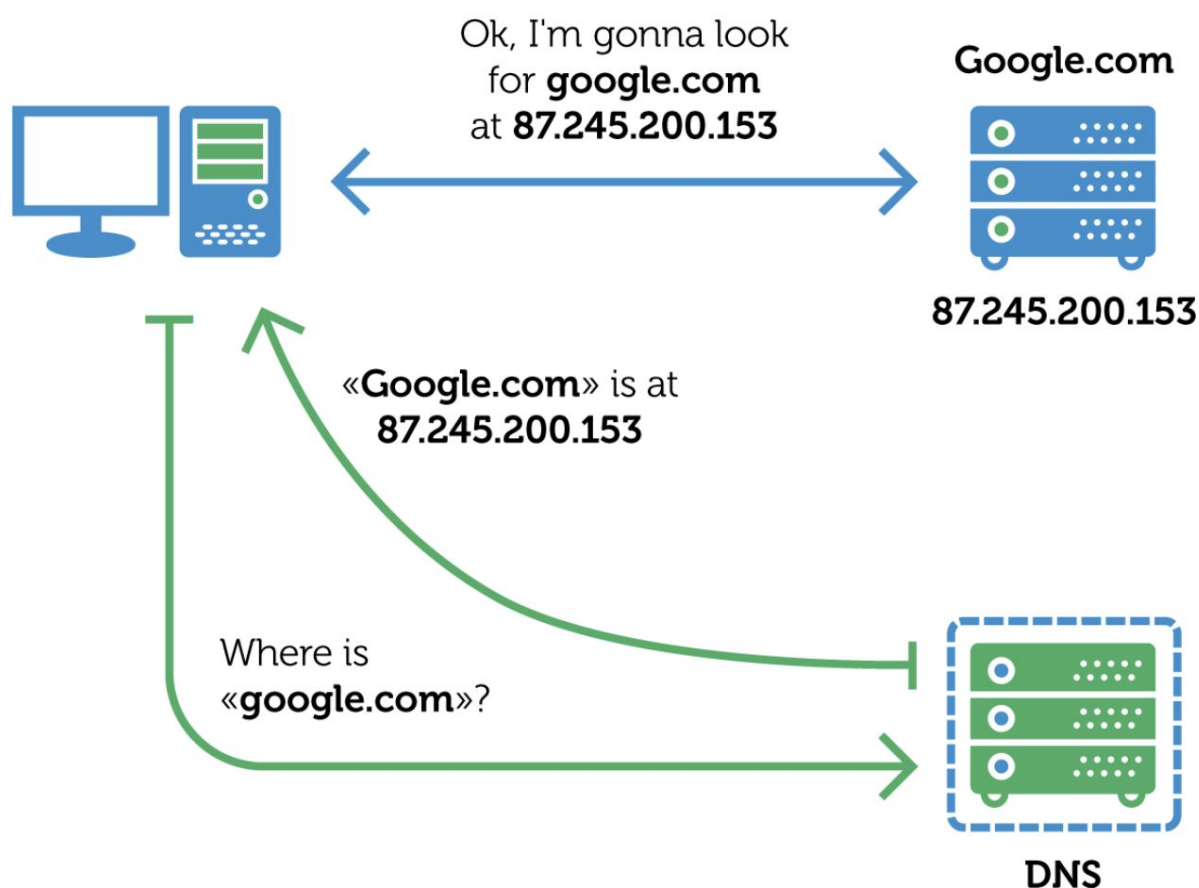 Ok, I'm gonna look
for google.com
at 87.245.200.153
Google.com
87.245.200.153
«Google.com» is at
87.245.200.153
Where is
«google.com»?
DNS